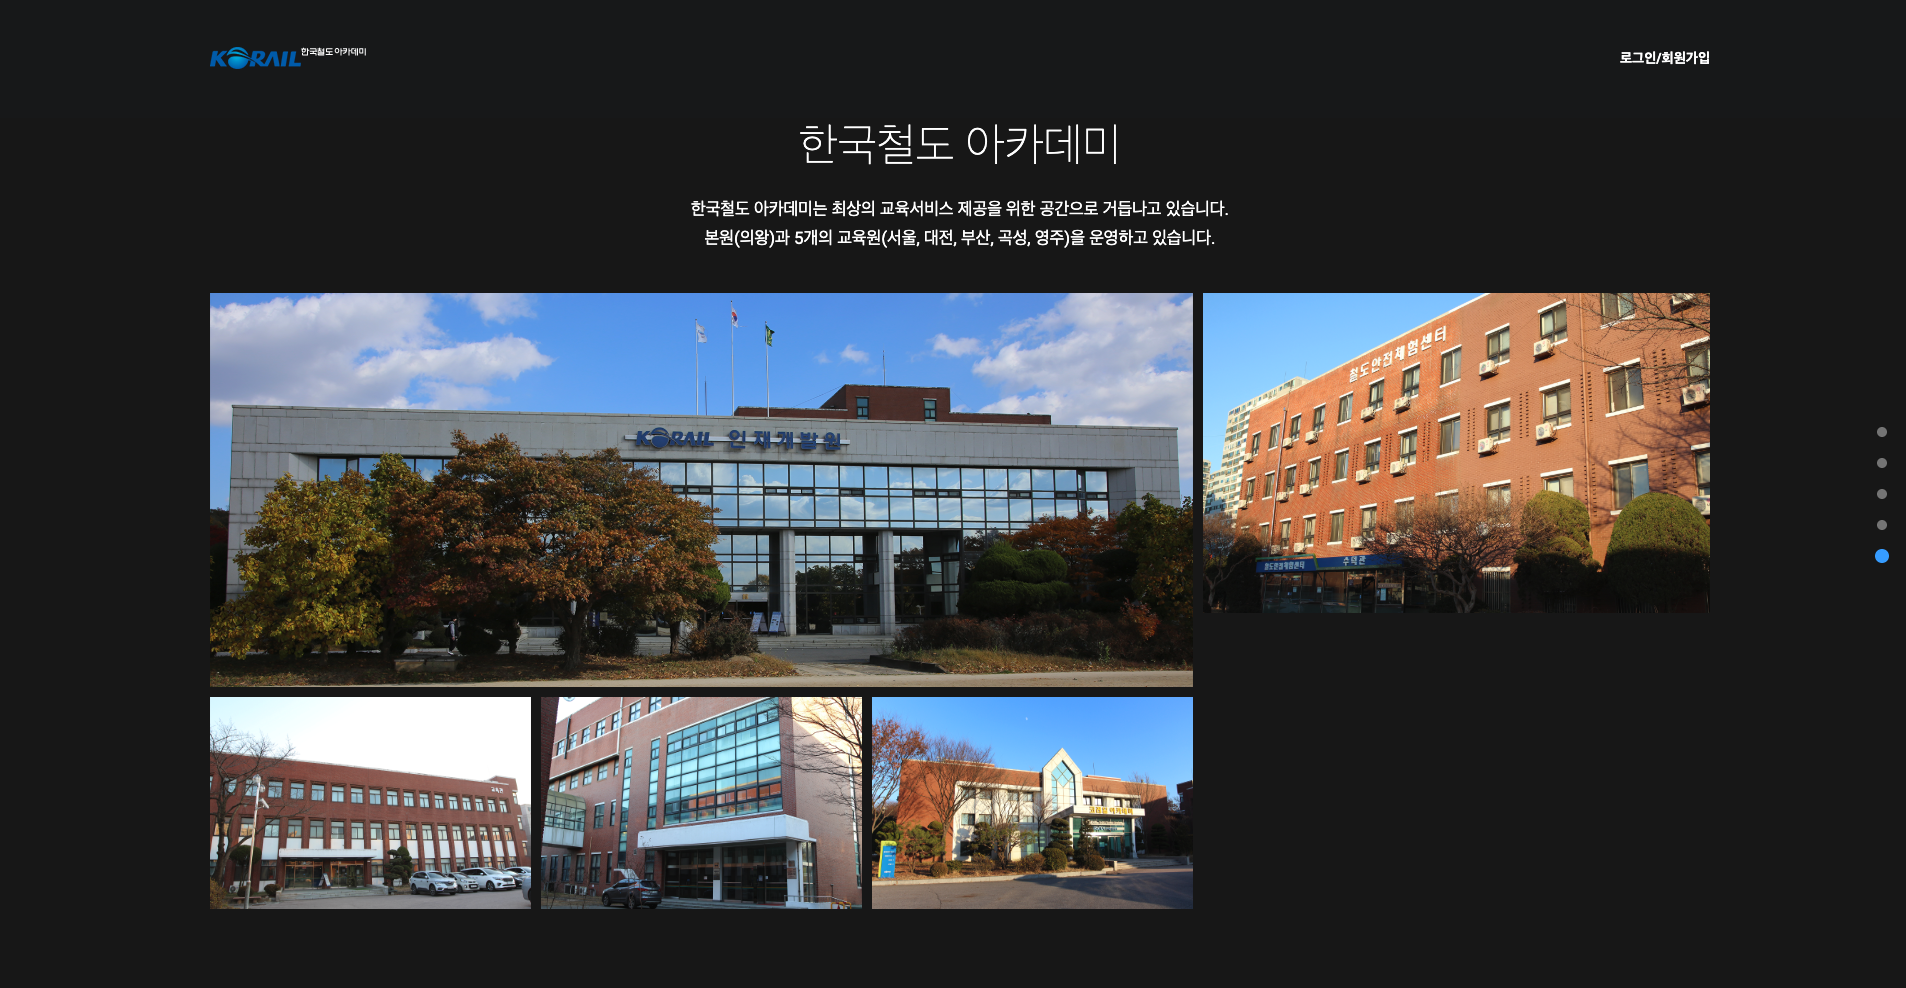 KORAIL 한국철도 아카데미
로그인/회원가입
한국철도 아카데미
한국철도 아카데미는 최상의 교육서비스 제공을 위한 공간으로 거듭나고 있습니다.
본원(의왕)과 5개의 교육원(서울, 대전, 부산, 곡성, 영주)을 운영하고 있습니다.
KORAIL 인재개발원
철도안전체험센터
수덕관
교육관